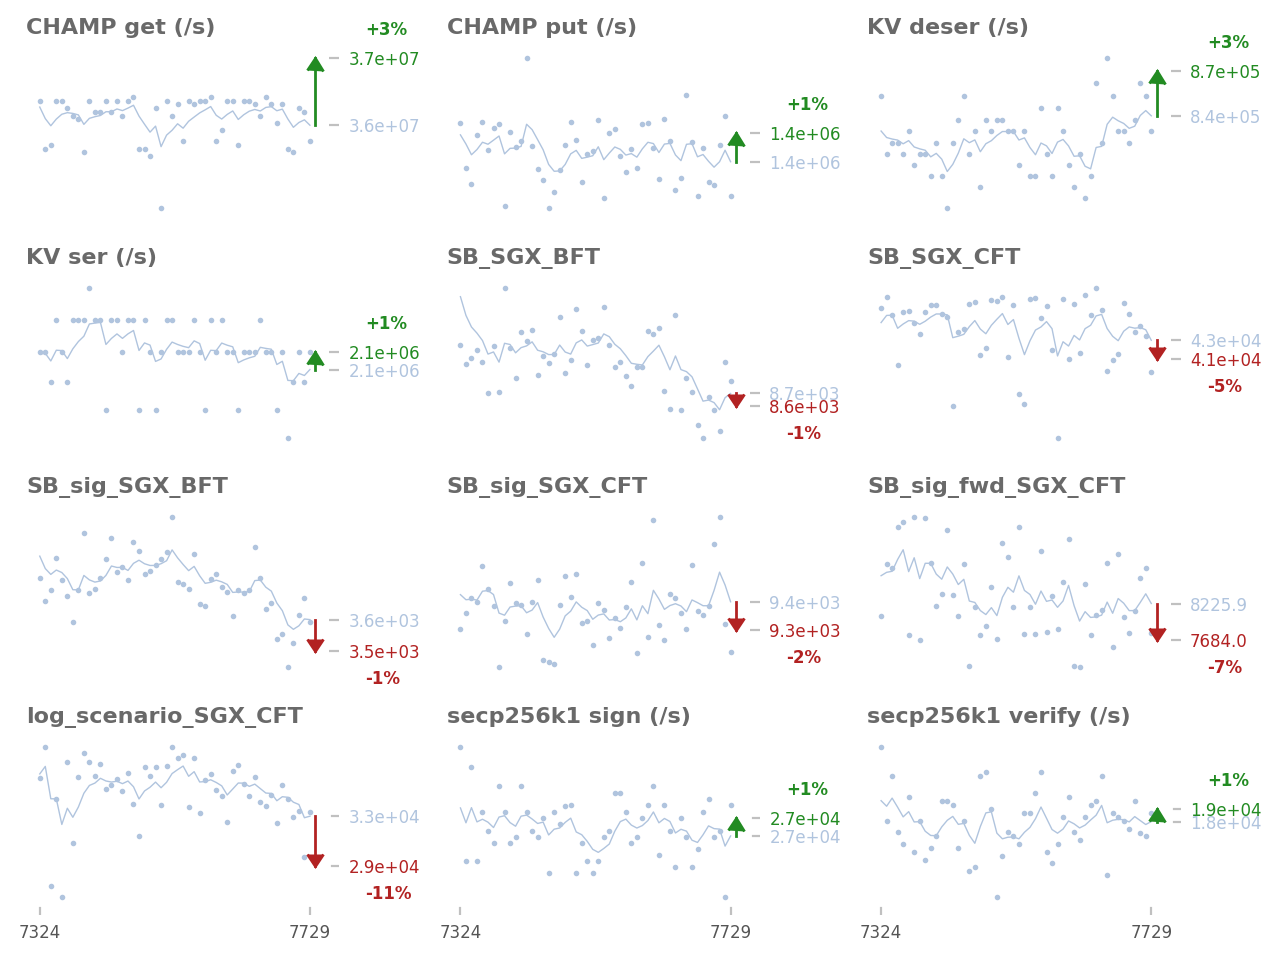 CHAMP get (/s)
+3%
3.7e+07
3.6e+07
CHAMP put (/s)
+1%
1.4e+06
1.4e+06
KV deser (/s)
+3%
8.7e+05
8.4e+05
KV ser (/s)
+1%
2.1e+06
2.1e+06
SB_SGX_BFT
8.7e+03
8.6e+03
-1%
SB_SGX_CFT
4.3e+04
4.1e+04
-5%
SB_sig_SGX_BFT
3.6e+03
3.5e+03
-1%
SB_sig_SGX_CFT
9.4e+03
9.3e+03
-2%
SB_sig_fwd_SGX_CFT
8225.9
7684.0
-7%
log_scenario_SGX_CFT
3.3e+04
2.9e+04
-11%
7324
7729
secp256k1 sign (/s)
+1%
2.7e+04
2.7e+04
7324
7729
secp256k1 verify (/s)
+1%
1.9e+04
1.8e+04
7324
7729